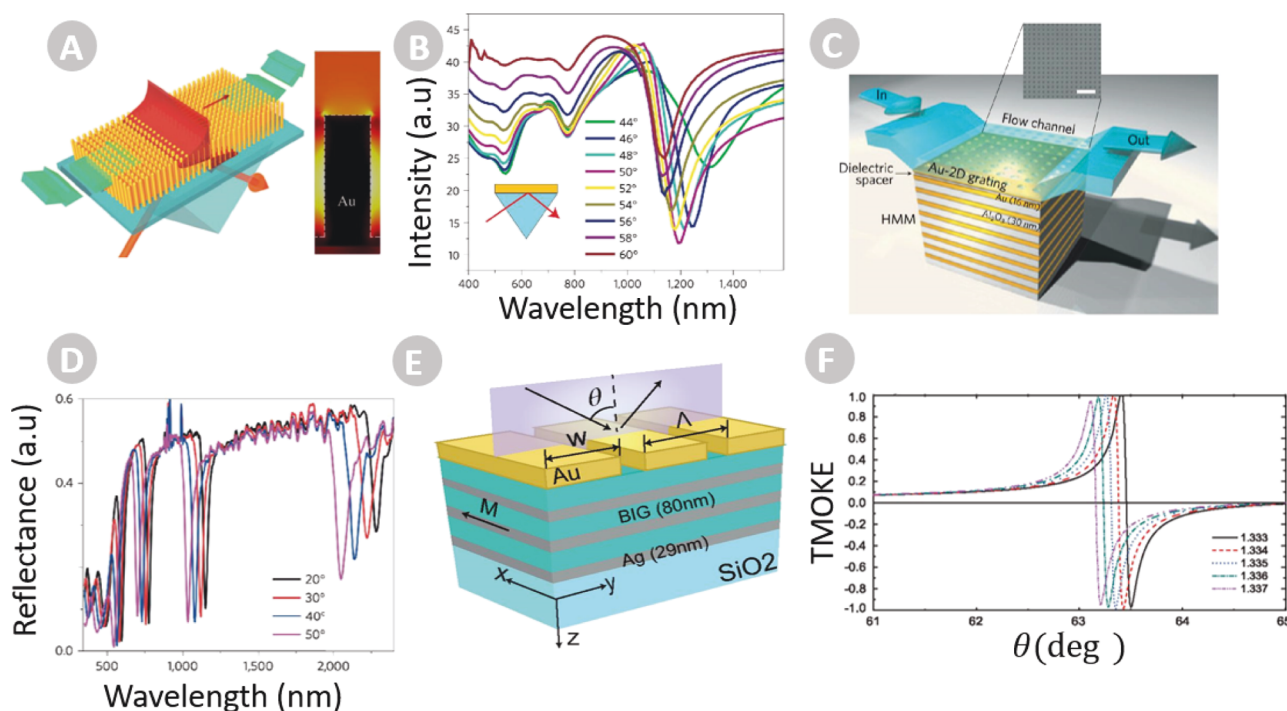 A
Au
B
Intensity (a.u)
45
40
35
30
25
20
15
10
400 600 800 1,000 1,200 1,400
Wavelength (nm)
44°
46°
48°
50°
52°
54°
56°
58°
60°
C
In
Flow channel
Out
Dielectric
spacer
Au-2D grating
Au (16 nm)
Al₂O₃ (30 nm)
HMM
D
Reflectance (a.u)
0.6
0.4
0.0
500 1,000 1,500 2,000
Wavelength (nm)
20°
30°
40°
50°
E
θ
W
Λ
Au
M
BIG (80nm)
Ag (29nm)
SiO2
x
y
z
F
TMOKE
1.0
0.8
0.6
0.4
0.2
0.0
-0.2
-0.4
-0.6
-0.8
-1.0
61 62 63 64 65
θ(deg )
1.333
1.334
1.335
1.336
1.337